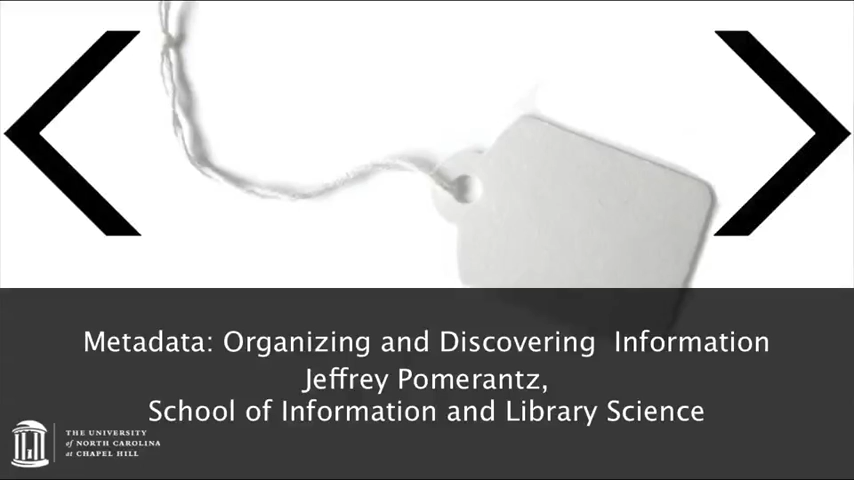 Metadata: Organizing and Discovering  Information
Jeffrey Pomerantz,
School of Information and Library Science
THE UNIVERSITY
of NORTH CAROLINA
at CHAPEL HILL